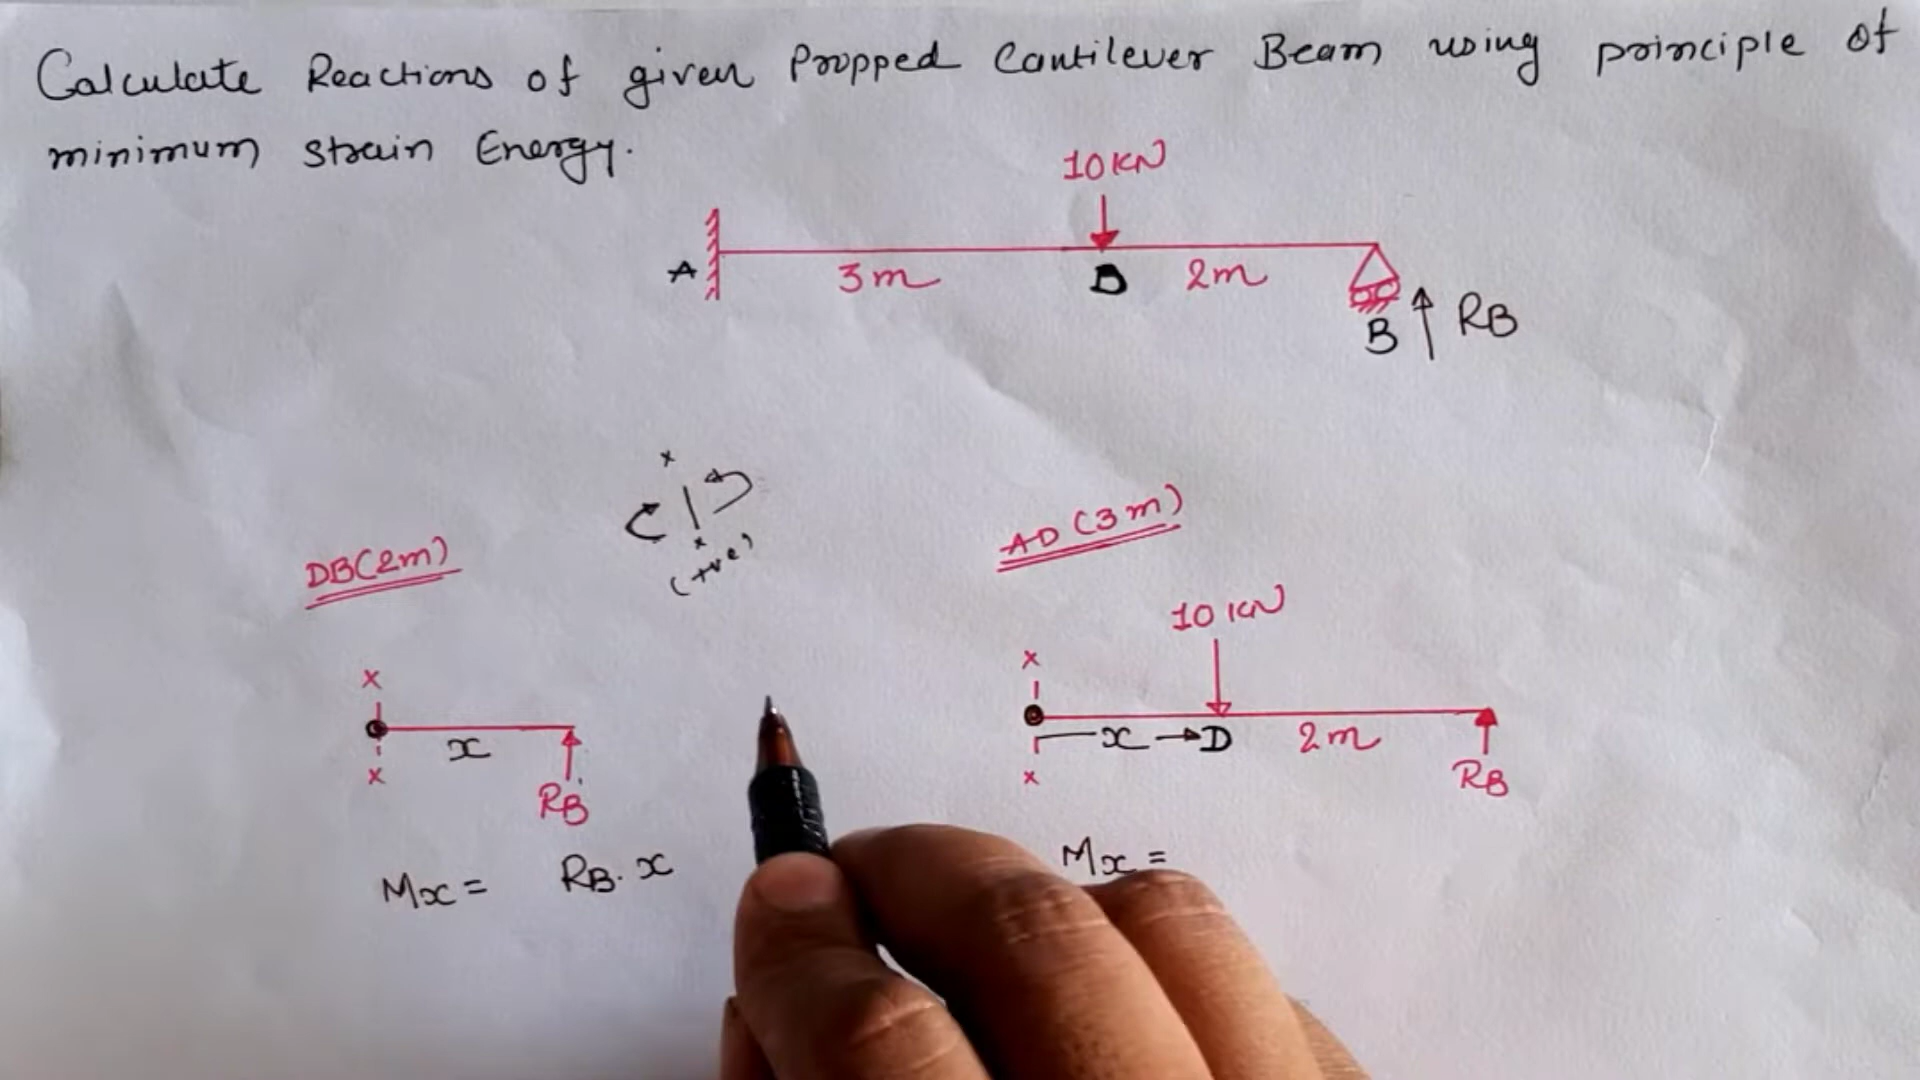 Calculate Reactions of given Propped Cantilever Beam using principle of
minimum strain Energy.
10 KN
A
3m
D
2m
B
RB
x
x
(+ve)
DB(2m)
AD(3m)
10 KN
x
x
x
RB
x
x
D
2m
x
RB
Mx = RB.x
Mx =